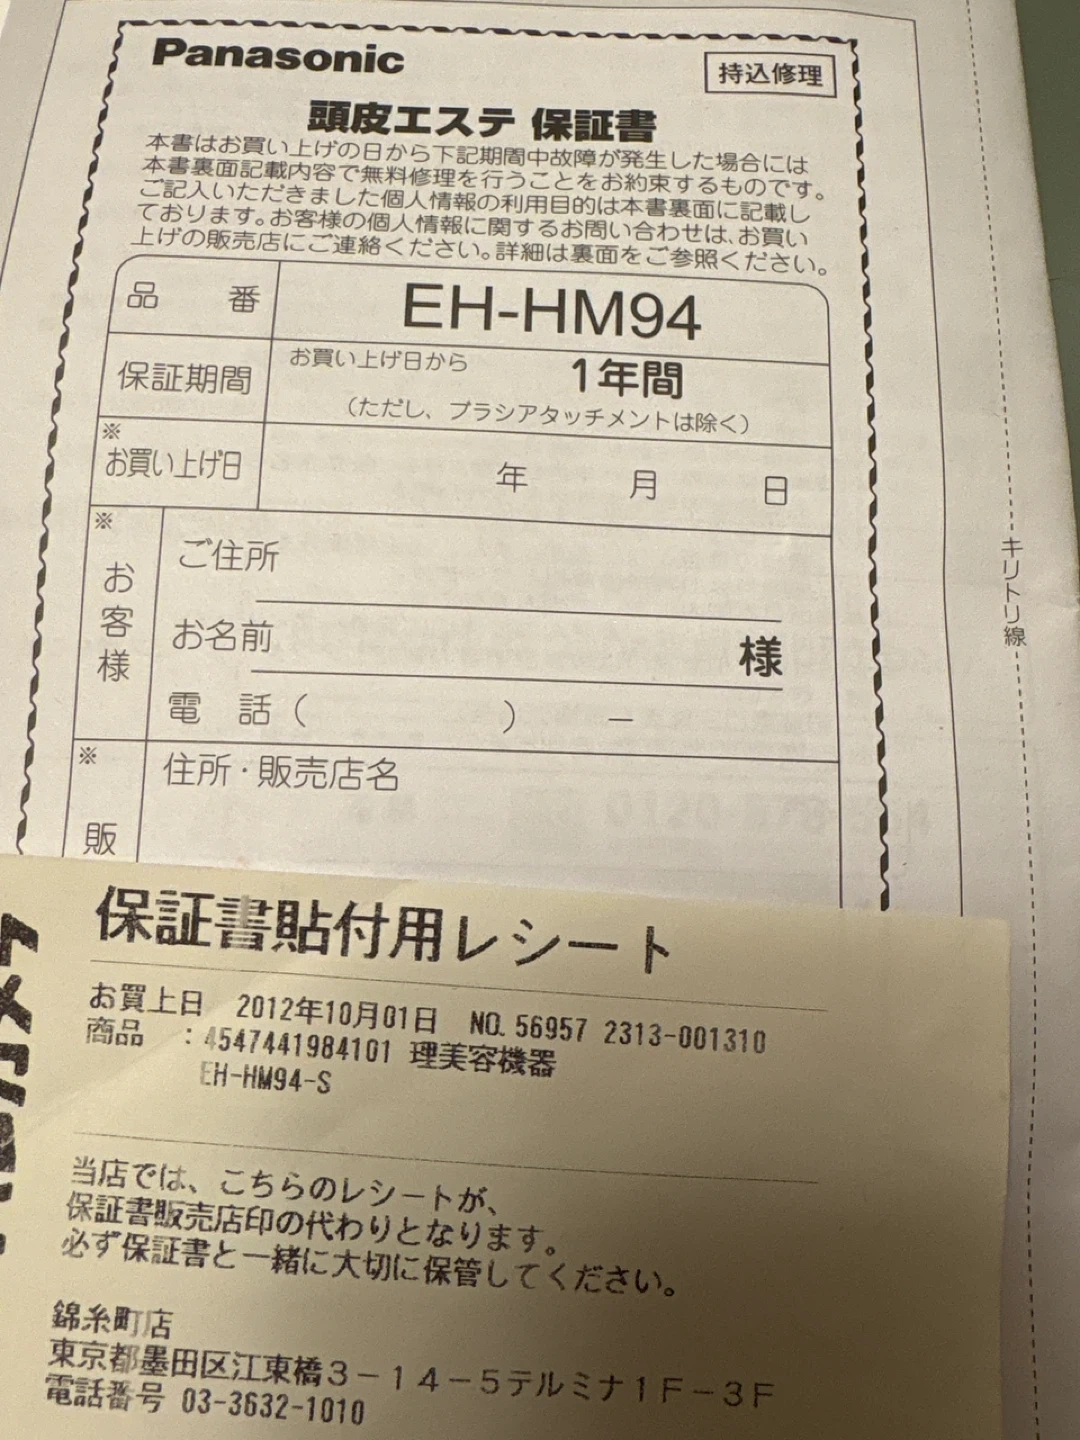 Panasonic
持込修理
頭皮エステ 保証書
本書はお買い上げの日から下記期間中故障が発生した場合には
本書裏面記載内容で無料修理を行うことをお約束するものです。
ご記入いただきました個人情報の利用目的は本書裏面に記載し
ております。お客様の個人情報に関するお問い合わせは、お買い
上げの販売店にご連絡ください。詳細は裏面をご参照ください。
品 番 EH-HM94
保証期間 お買い上げ日から 1年間
(ただし、ブラシアタッチメントは除く)
※
お買い上げ日 年 月 日
※
お客様
ご住所
お名前 様
電 話( ) −
※
販
住所・販売店名
キリトリ線
保証書貼付用レシート
お買上日 2012年10月01日 NO. 56957 2313-001310
商品 :4547441984101 理美容機器
EH-HM94-S
当店では、こちらのレシートが、
保証書販売店印の代わりとなります。
必ず保証書と一緒に大切に保管してください。
錦糸町店
東京都墨田区江東橋3−14−5テルミナ1F−3F
電話番号 03-3632-1010